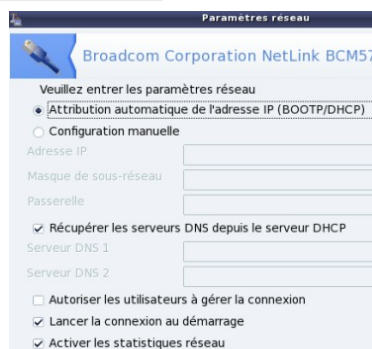 Paramètres réseau
Broadcom Corporation NetLink BCM57
Veuillez entrer les paramètres réseau
Attribution automatique de l'adresse IP (BOOTP/DHCP)
Configuration manuelle
Adresse IP
Masque de sous-réseau
Passerelle
Récupérer les serveurs DNS depuis le serveur DHCP
Serveur DNS 1
Serveur DNS 2
Autoriser les utilisateurs à gérer la connexion
Lancer la connexion au démarrage
Activer les statistiques réseau